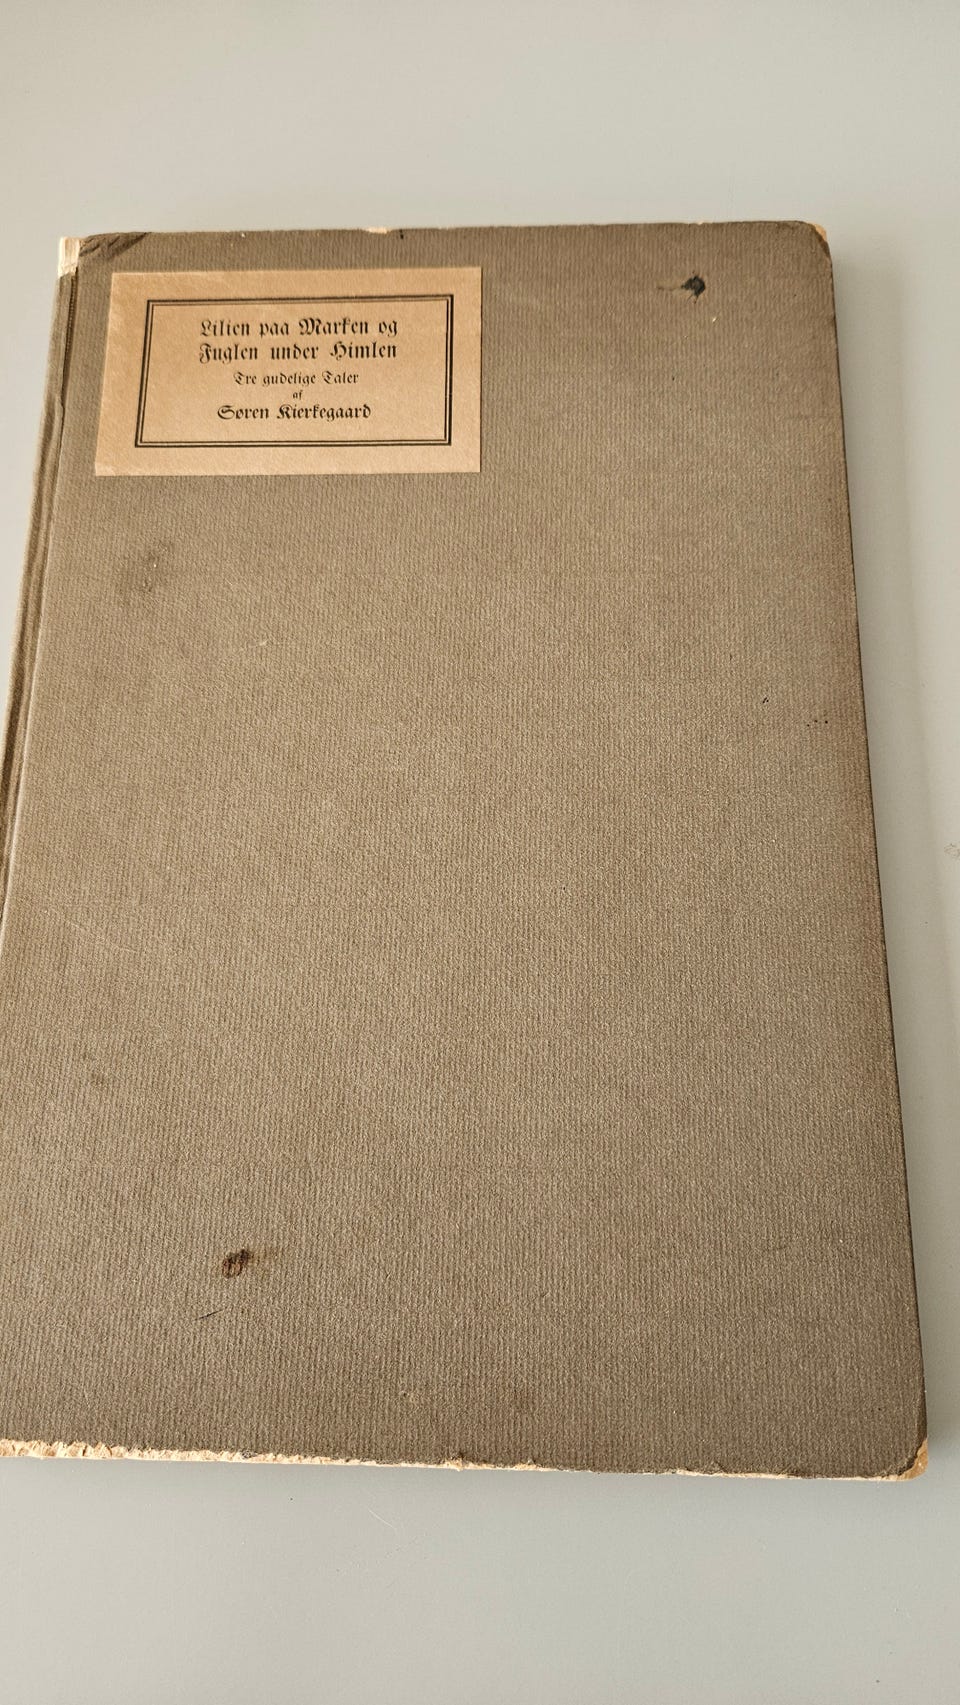 Lilien paa Marken og
Fuglen under Himlen
Tre gudelige Taler
af
Søren Kierkegaard